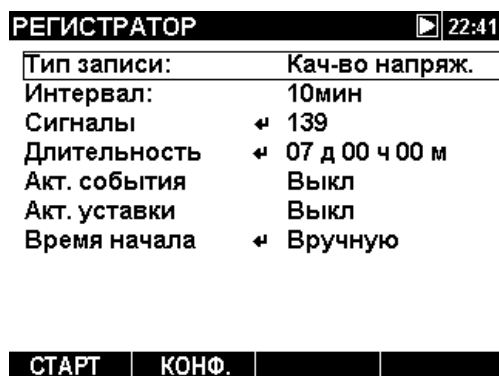 РЕГИСТРАТОР 22:41
Тип записи: Кач-во напряж.
Интервал: 10мин
Сигналы 139
Длительность 07 д 00 ч 00 м
Акт. события Выкл
Акт. уставки Выкл
Время начала Вручную
СТАРТ КОНФ.